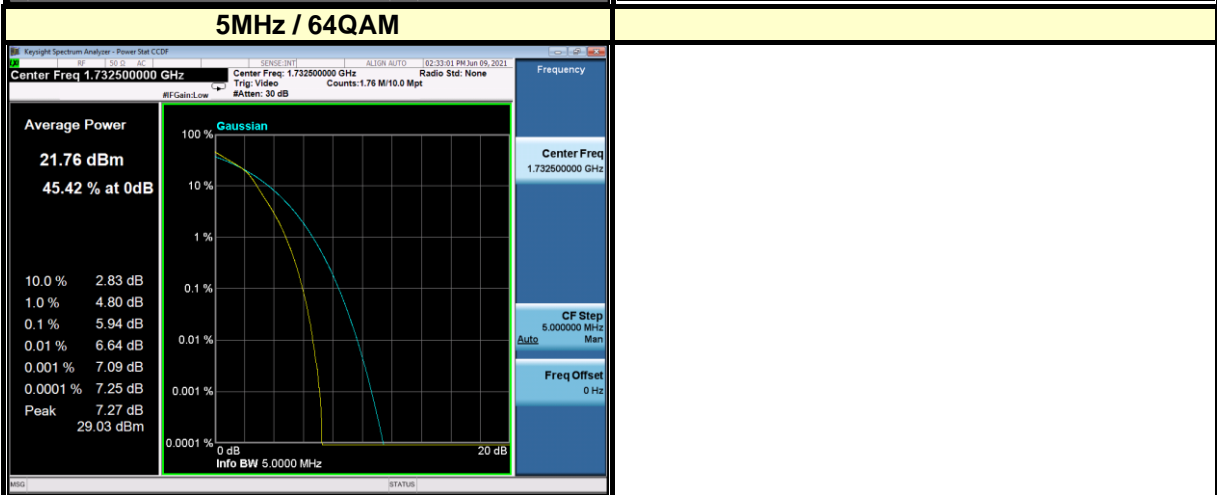 5MHz / 64QAM
Keysight Spectrum Analyzer - Power Stat CCDF
RF 50 Ω AC SENSE:INT ALIGN AUTO 02:33:01 PM Jun 09, 2021
Center Freq 1.732500000 GHz
Center Freq: 1.732500000 GHz Radio Std: None
Trig: Video Counts:1.76 M/10.0 Mpt
#IFGain:Low #Atten: 30 dB
Frequency
Average Power
21.76 dBm
45.42 % at 0dB
10.0 % 2.83 dB
1.0 % 4.80 dB
0.1 % 5.94 dB
0.01 % 6.64 dB
0.001 % 7.09 dB
0.0001 % 7.25 dB
Peak 7.27 dB
29.03 dBm
Gaussian
100 %
10 %
1 %
0.1 %
0.01 %
0.001 %
0.0001 %
0 dB 20 dB
Info BW 5.0000 MHz
Center Freq
1.732500000 GHz
CF Step
5.000000 MHz
Auto Man
Freq Offset
0 Hz
MSG STATUS